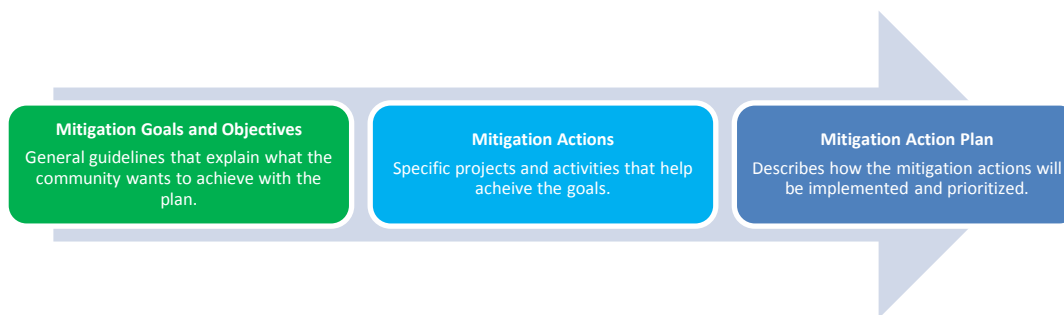 Mitigation Goals and Objectives
General guidelines that explain what the
community wants to achieve with the
plan.
Mitigation Actions
Specific projects and activities that help
acheive the goals.
Mitigation Action Plan
Describes how the mitigation actions will
be implemented and prioritized.